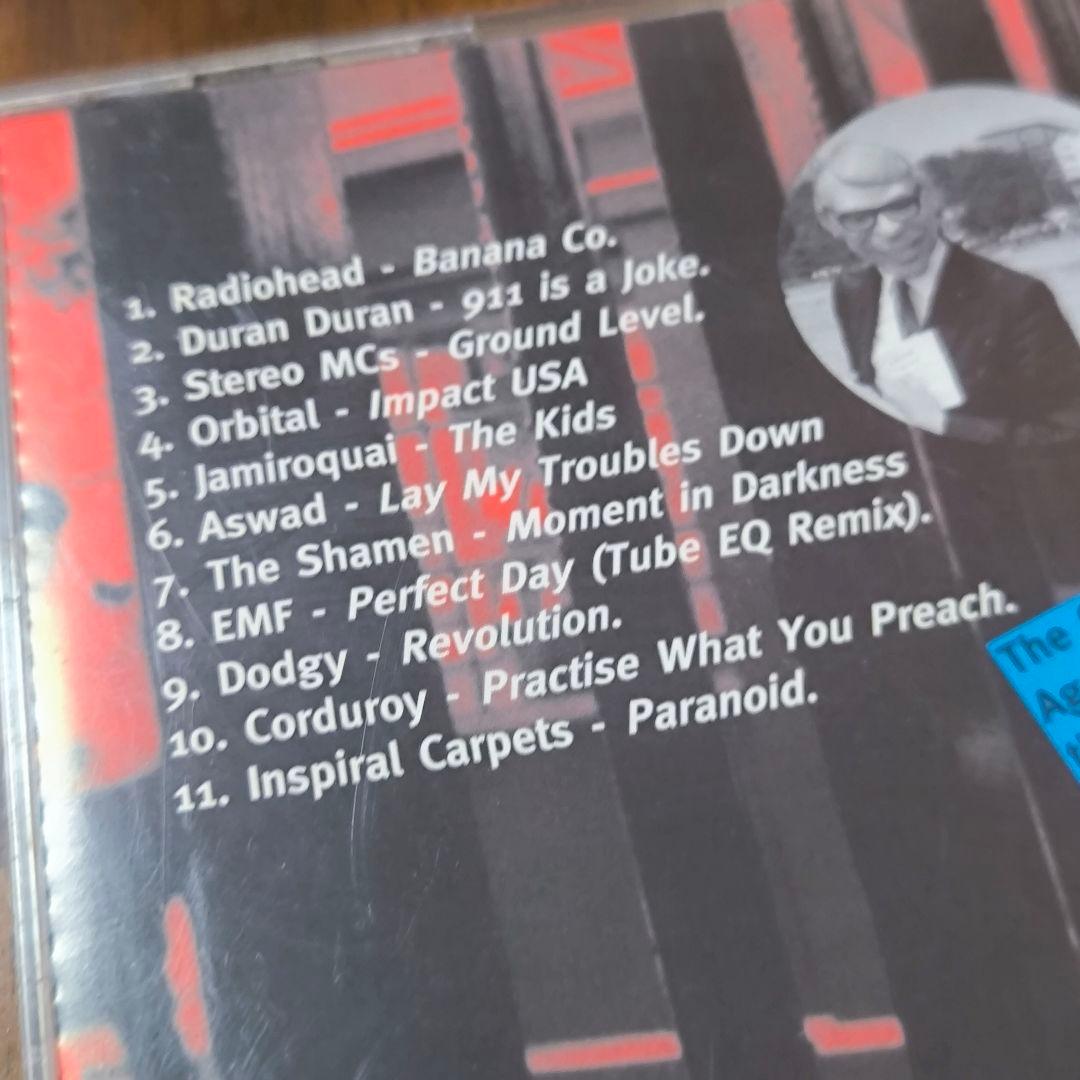 1. Radiohead - Banana Co.
2. Duran Duran - 911 is a Joke.
3. Stereo MCs - Ground Level.
4. Orbital - Impact USA
5. Jamiroquai - The Kids
6. Aswad - Lay My Troubles Down
7. The Shamen - Moment in Darkness
8. EMF - Perfect Day (Tube EQ Remix).
9. Dodgy - Revolution.
10. Corduroy - Practise What You Preach.
11. Inspiral Carpets - Paranoid.
The